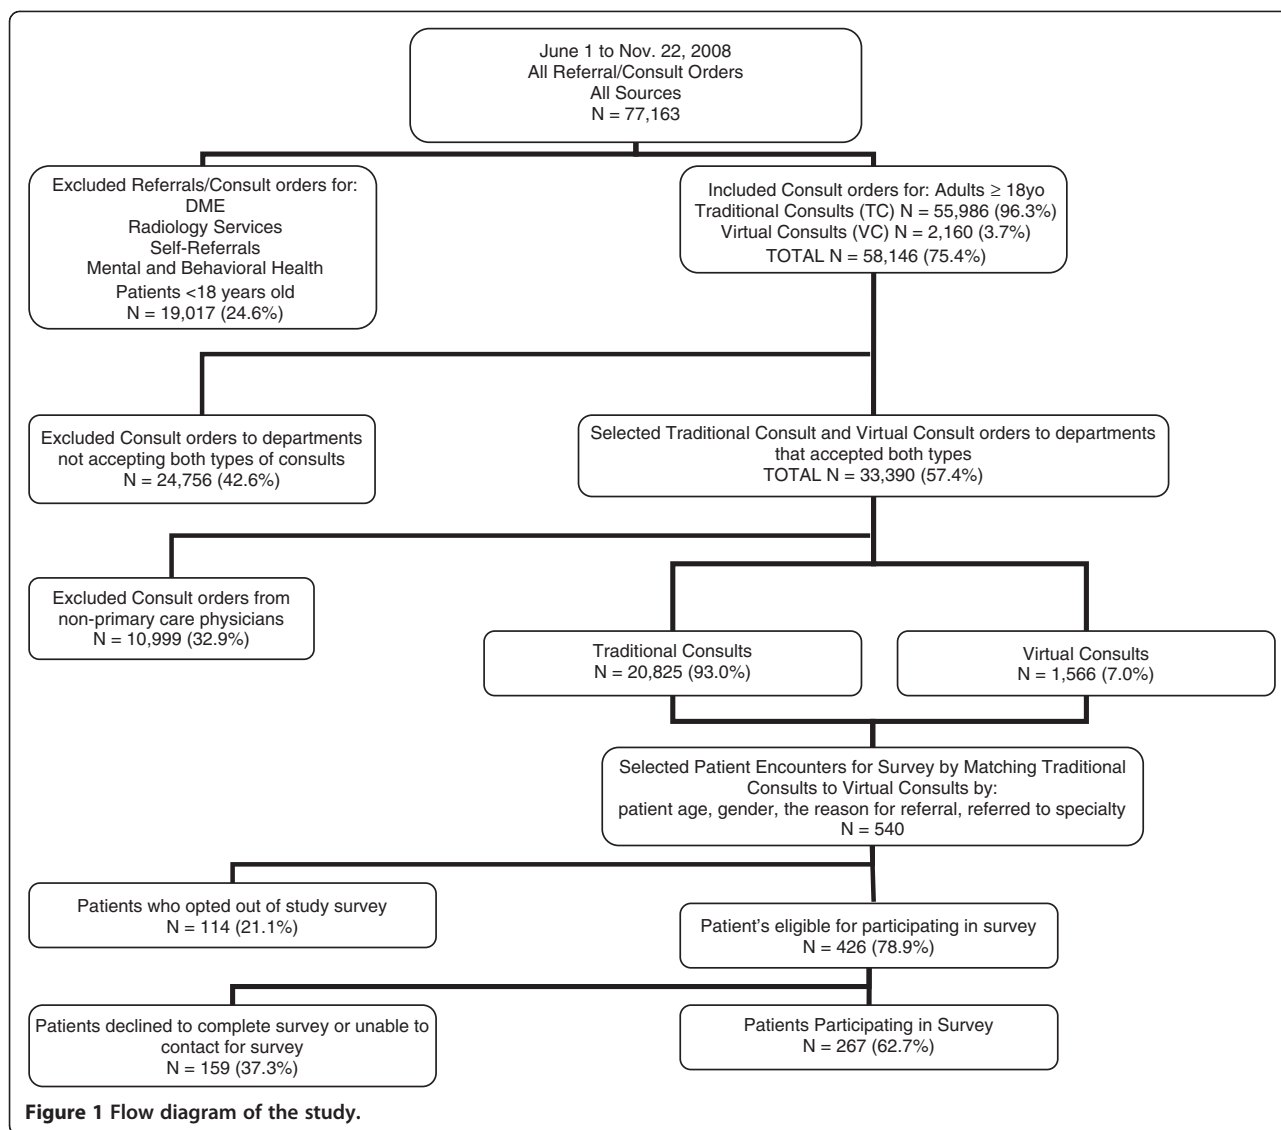 June 1 to Nov. 22, 2008
All Referral/Consult Orders
All Sources
N = 77,163
Excluded Referrals/Consult orders for:
DME
Radiology Services
Self-Referrals
Mental and Behavioral Health
Patients <18 years old
N = 19,017 (24.6%)
Included Consult orders for: Adults ≥ 18yo
Traditional Consults (TC) N = 55,986 (96.3%)
Virtual Consults (VC) N = 2,160 (3.7%)
TOTAL N = 58,146 (75.4%)
Excluded Consult orders to departments
not accepting both types of consults
N = 24,756 (42.6%)
Selected Traditional Consult and Virtual Consult orders to departments
that accepted both types
TOTAL N = 33,390 (57.4%)
Excluded Consult orders from
non-primary care physicians
N = 10,999 (32.9%)
Traditional Consults
N = 20,825 (93.0%)
Virtual Consults
N = 1,566 (7.0%)
Selected Patient Encounters for Survey by Matching Traditional
Consults to Virtual Consults by:
patient age, gender, the reason for referral, referred to specialty
N = 540
Patients who opted out of study survey
N = 114 (21.1%)
Patient's eligible for participating in survey
N = 426 (78.9%)
Patients declined to complete survey or unable to
contact for survey
N = 159 (37.3%)
Patients Participating in Survey
N = 267 (62.7%)
Figure 1 Flow diagram of the study.